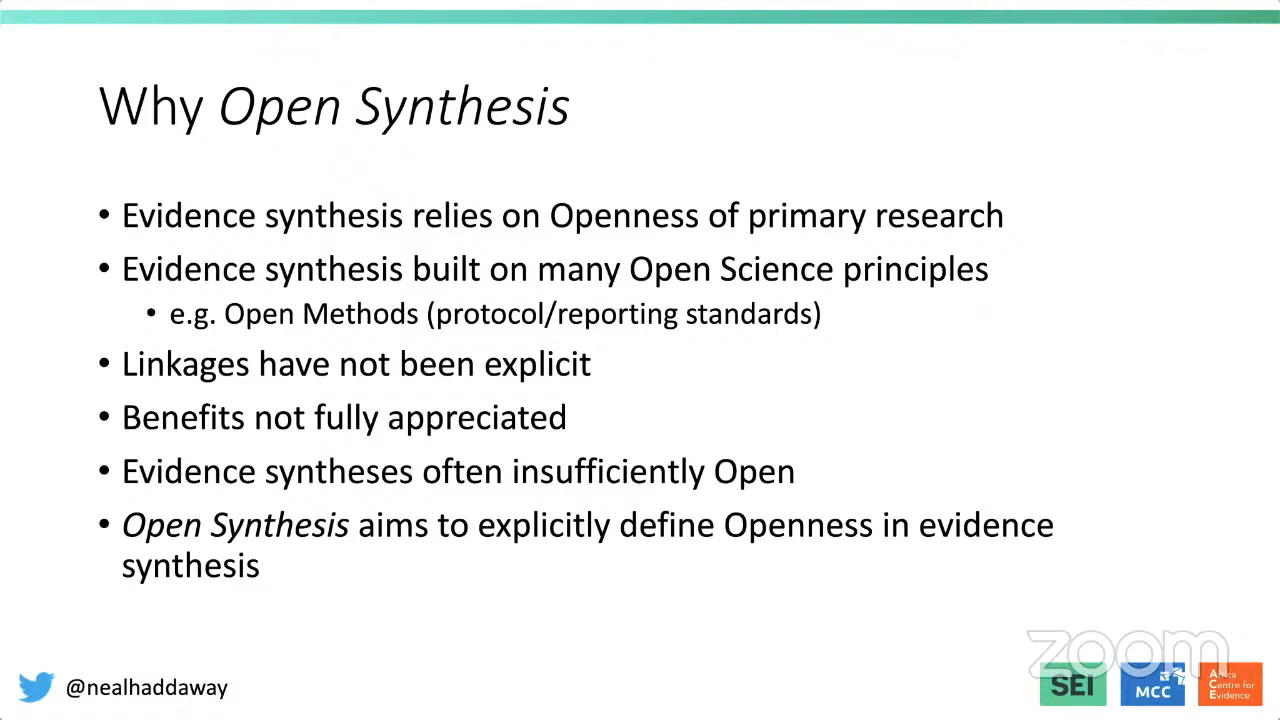 Why Open Synthesis
• Evidence synthesis relies on Openness of primary research
• Evidence synthesis built on many Open Science principles
• e.g. Open Methods (protocol/reporting standards)
• Linkages have not been explicit
• Benefits not fully appreciated
• Evidence syntheses often insufficiently Open
• Open Synthesis aims to explicitly define Openness in evidence
synthesis
zoom
@nealhaddaway
SEI
MCC
Africa
Centre for
Evidence